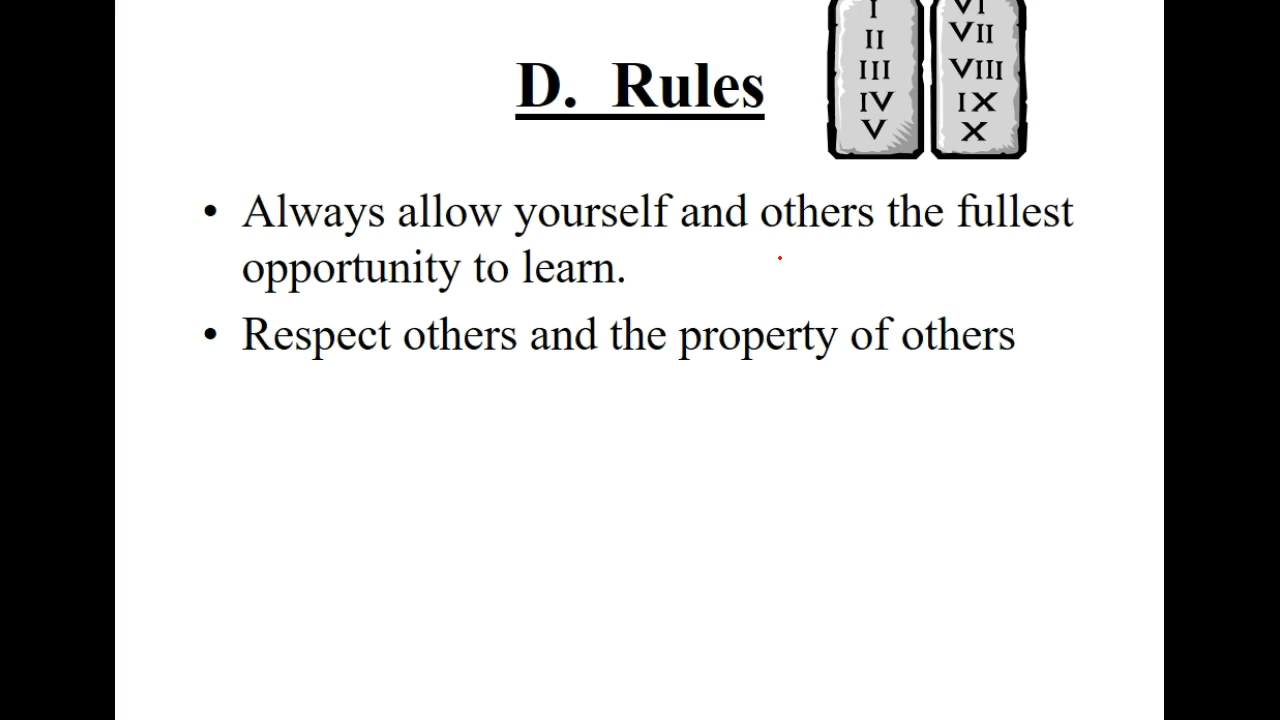 D. Rules
I
II
III
IV
V
VI
VII
VIII
IX
X
• Always allow yourself and others the fullest
opportunity to learn.
• Respect others and the property of others